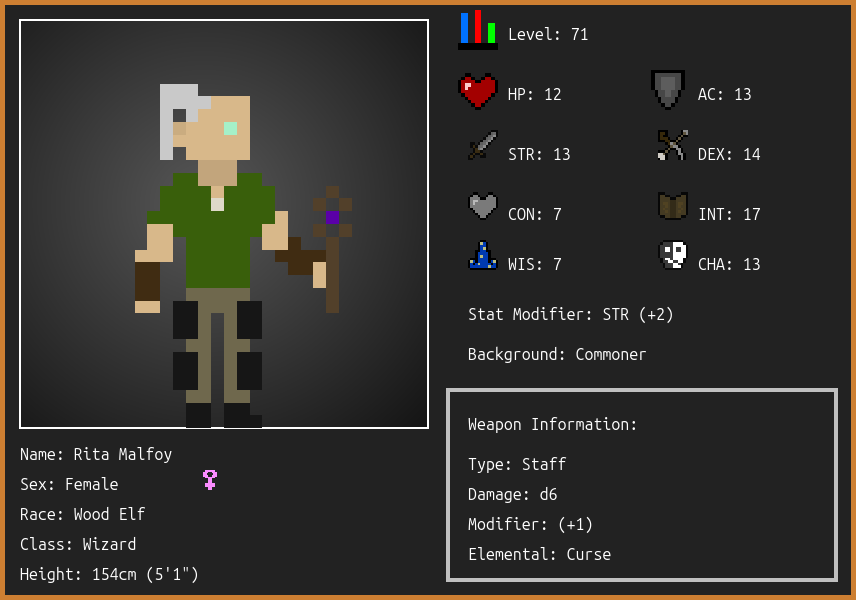 Level: 71
HP: 12
AC: 13
STR: 13
DEX: 14
CON: 7
INT: 17
WIS: 7
CHA: 13
Stat Modifier: STR (+2)
Background: Commoner
Weapon Information:
Type: Staff
Damage: d6
Modifier: (+1)
Elemental: Curse
Name: Rita Malfoy
Sex: Female
Race: Wood Elf
Class: Wizard
Height: 154cm (5'1")